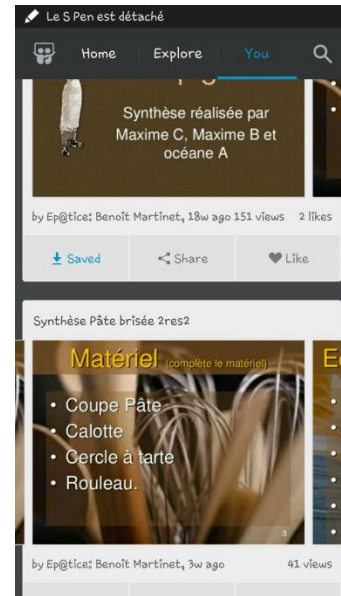 Le S Pen est détaché
Home Explore You
Synthèse réalisée par
Maxime C, Maxime B et
océane A
by Ep@tice: Benoît Martinet, 18w ago 151 views 2 likes
Saved Share Like
Synthèse Pâte brisée 2res2
Matériel (complète le matériel)
• Coupe Pâte
• Calotte
• Cercle à tarte
• Rouleau.
3
by Ep@tice: Benoît Martinet, 3w ago 41 views